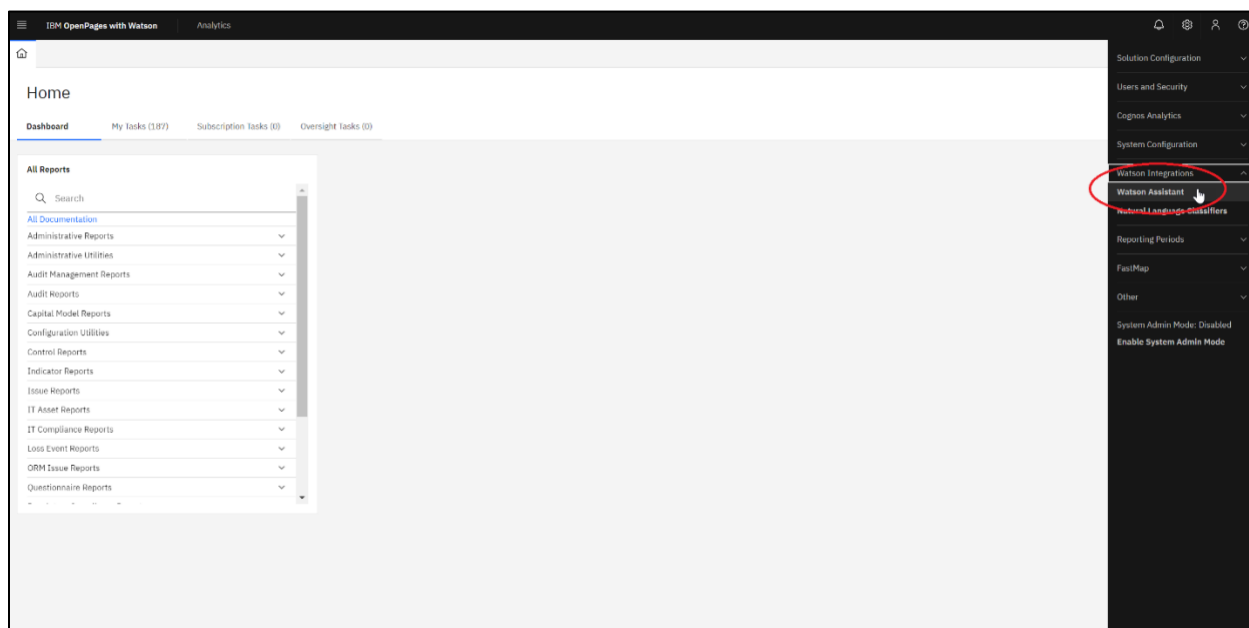 IBM OpenPages with Watson
Analytics
Home
Dashboard
My Tasks (187)
Subscription Tasks (0)
Oversight Tasks (0)
All Reports
Search
All Documentation
Administrative Reports
Administrative Utilities
Audit Management Reports
Audit Reports
Capital Model Reports
Configuration Utilities
Control Reports
Indicator Reports
Issue Reports
IT Asset Reports
IT Compliance Reports
Loss Event Reports
ORM Issue Reports
Questionnaire Reports
Solution Configuration
Users and Security
Cognos Analytics
System Configuration
Watson Integrations
Watson Assistant
Natural Language Classifiers
Reporting Periods
FastMap
Other
System Admin Mode: Disabled
Enable System Admin Mode